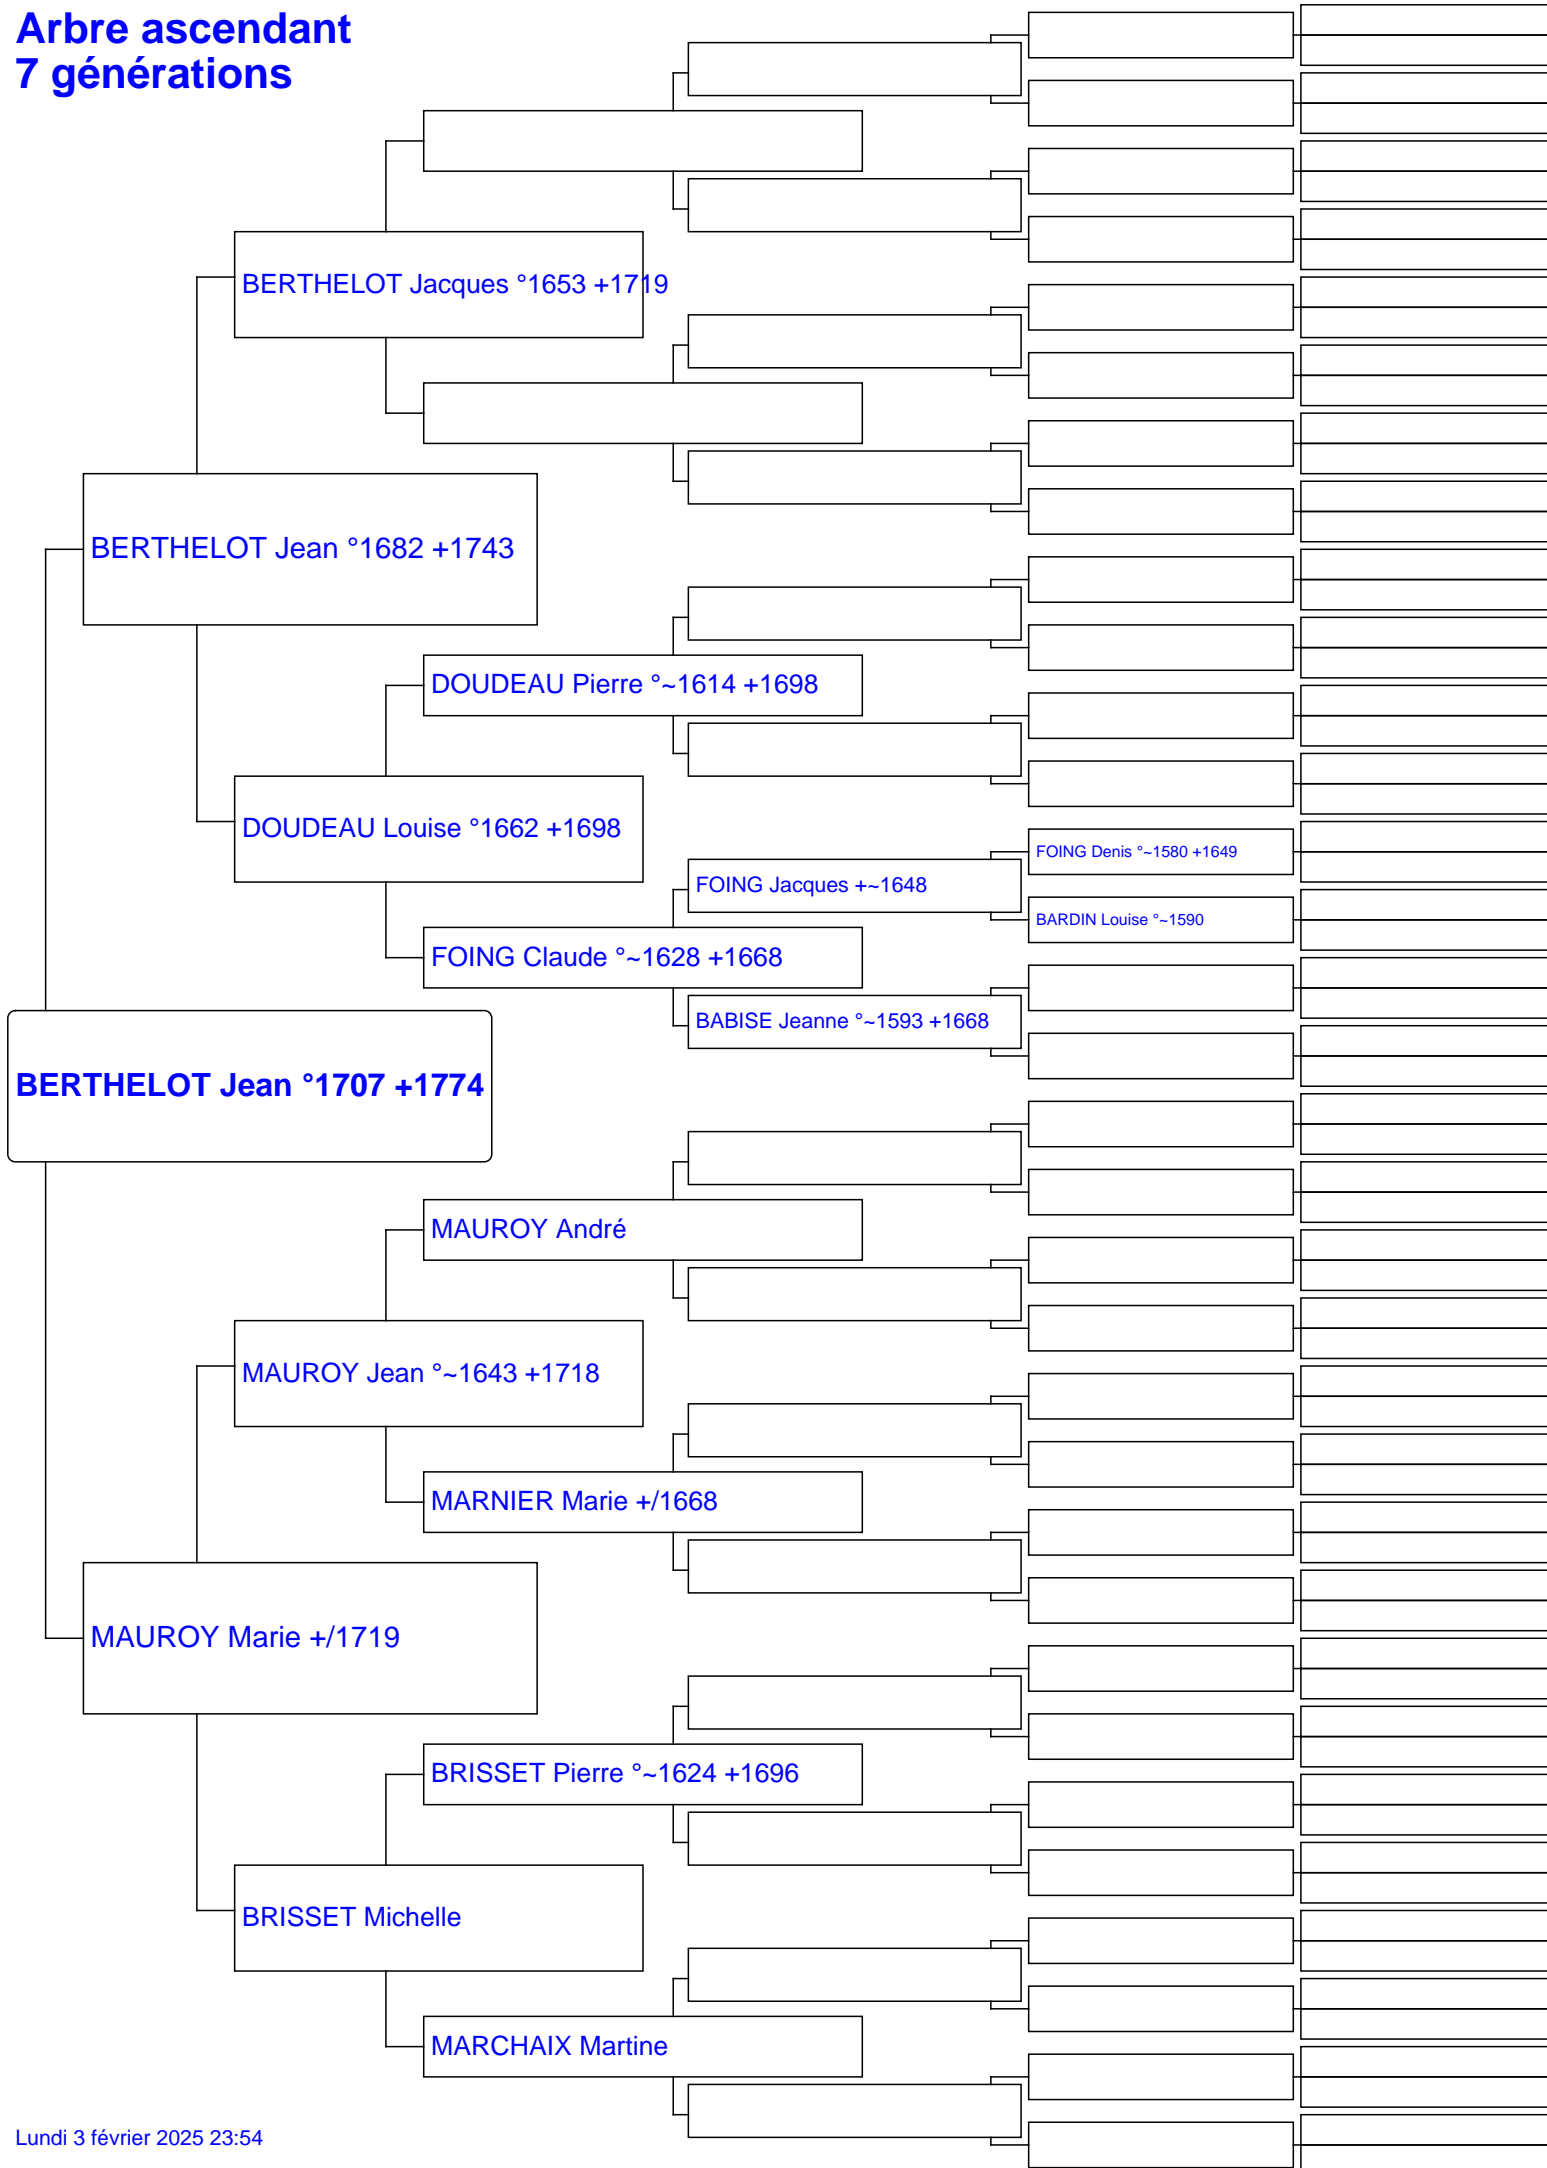 Arbre ascendant
7 générations
BERTHELOT Jacques °1653 +1719
BERTHELOT Jean °1682 +1743
DOUDEAU Pierre °~1614 +1698
DOUDEAU Louise °1662 +1698
FOING Denis °~1580 +1649
FOING Jacques +~1648
BARDIN Louise °~1590
FOING Claude °~1628 +1668
BABISE Jeanne °~1593 +1668
BERTHELOT Jean °1707 +1774
MAUROY André
MAUROY Jean °~1643 +1718
MARNIER Marie +/1668
MAUROY Marie +/1719
BRISSET Pierre °~1624 +1696
BRISSET Michelle
MARCHAIX Martine
Lundi 3 février 2025 23:54